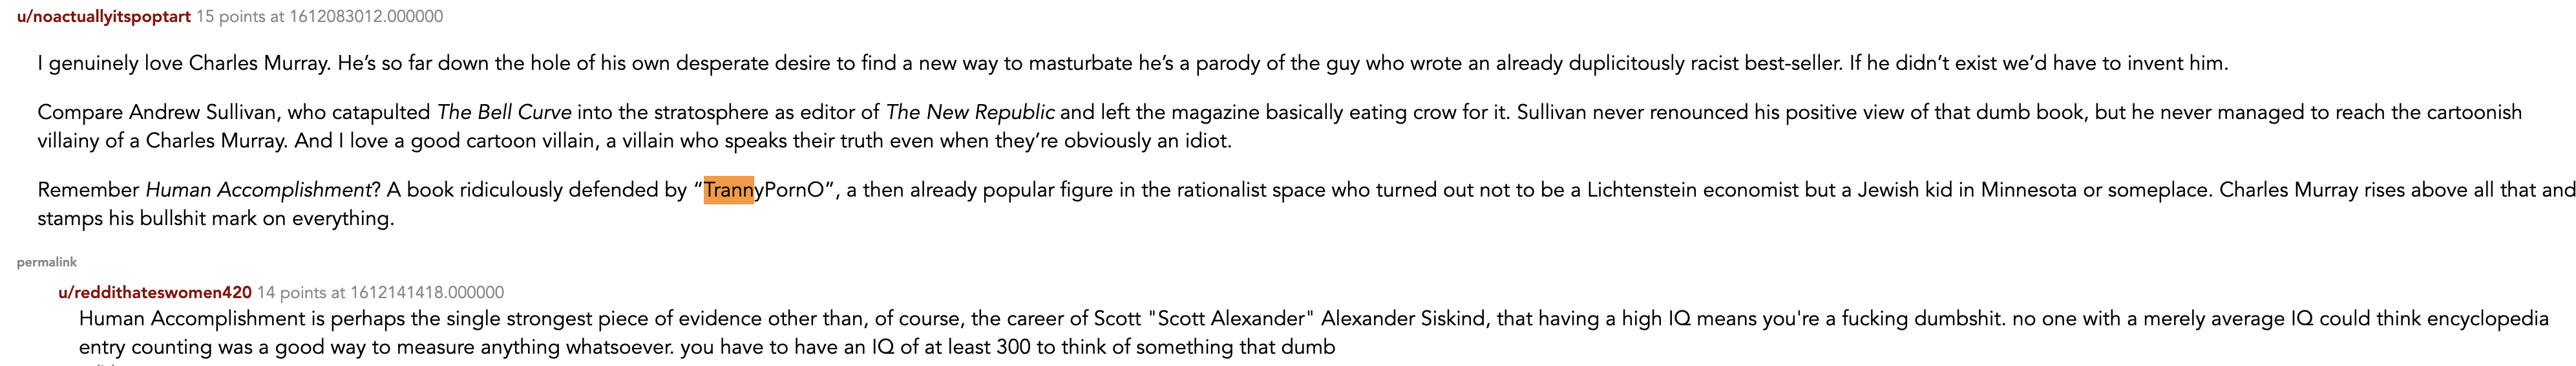 u/noactuallyitspoptart 15 points at 1612083012.000000
I genuinely love Charles Murray. He’s so far down the hole of his own desperate desire to find a new way to masturbate he’s a parody of the guy who wrote an already duplicitously racist best-seller. If he didn’t exist we’d have to invent him.
Compare Andrew Sullivan, who catapulted The Bell Curve into the stratosphere as editor of The New Republic and left the magazine basically eating crow for it. Sullivan never renounced his positive view of that dumb book, but he never managed to reach the cartoonish
villainy of a Charles Murray. And I love a good cartoon villain, a villain who speaks their truth even when they’re obviously an idiot.
Remember Human Accomplishment? A book ridiculously defended by “TrannyPornO”, a then already popular figure in the rationalist space who turned out not to be a Lichtenstein economist but a Jewish kid in Minnesota or someplace. Charles Murray rises above all that and
stamps his bullshit mark on everything.
permalink
u/reddithateswomen420 14 points at 1612141418.000000
Human Accomplishment is perhaps the single strongest piece of evidence other than, of course, the career of Scott "Scott Alexander" Alexander Siskind, that having a high IQ means you're a fucking dumbshit. no one with a merely average IQ could think encyclopedia
entry counting was a good way to measure anything whatsoever. you have to have an IQ of at least 300 to think of something that dumb